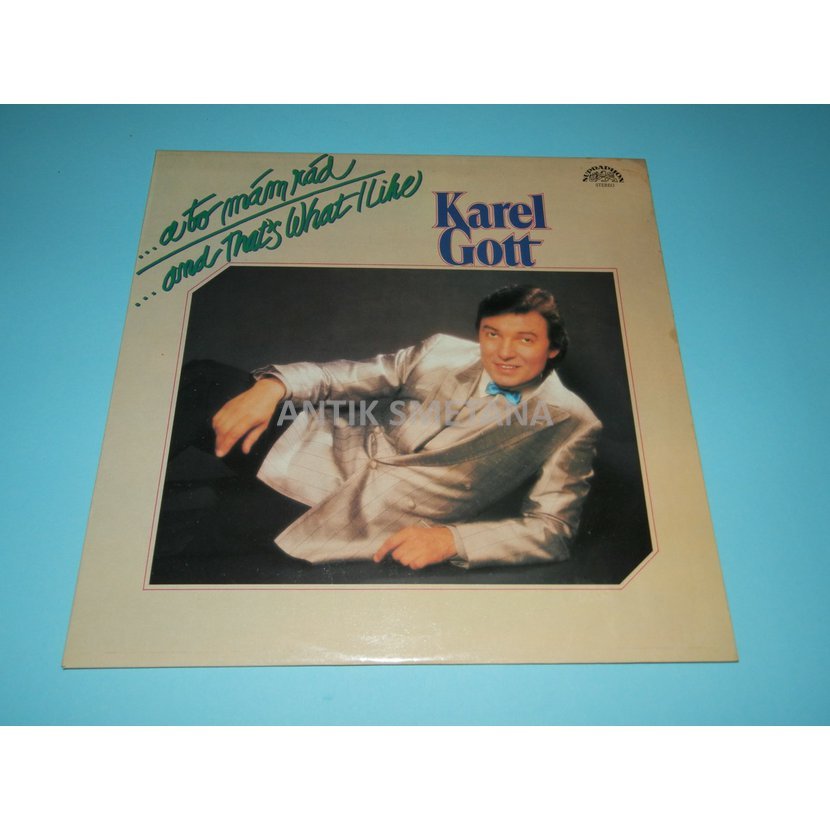 ...a to mám rád
...and That's What I Like
Karel
Gott
SUPRAPHON
STEREO
ANTIK SMETANA